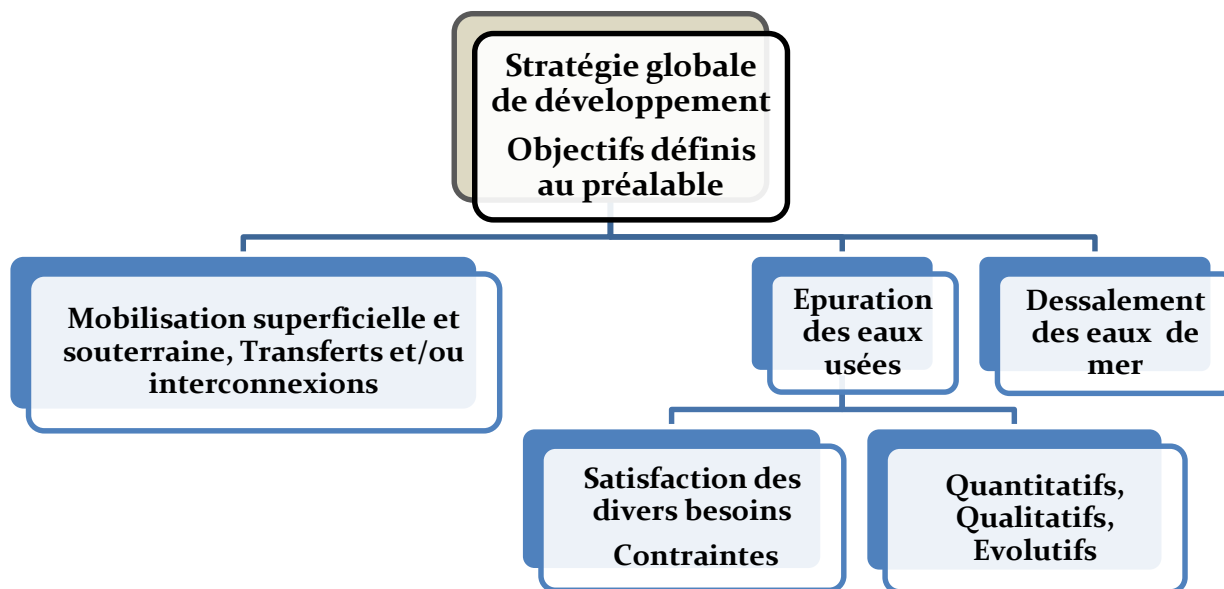 Stratégie globale
de développement
Objectifs définis
au préalable
Mobilisation superficielle et
souterraine, Transferts et/ou
interconnexions
Epuration
des eaux
usées
Dessalement
des eaux de
mer
Satisfaction des
divers besoins
Contraintes
Quantitatifs,
Qualitatifs,
Evolutifs